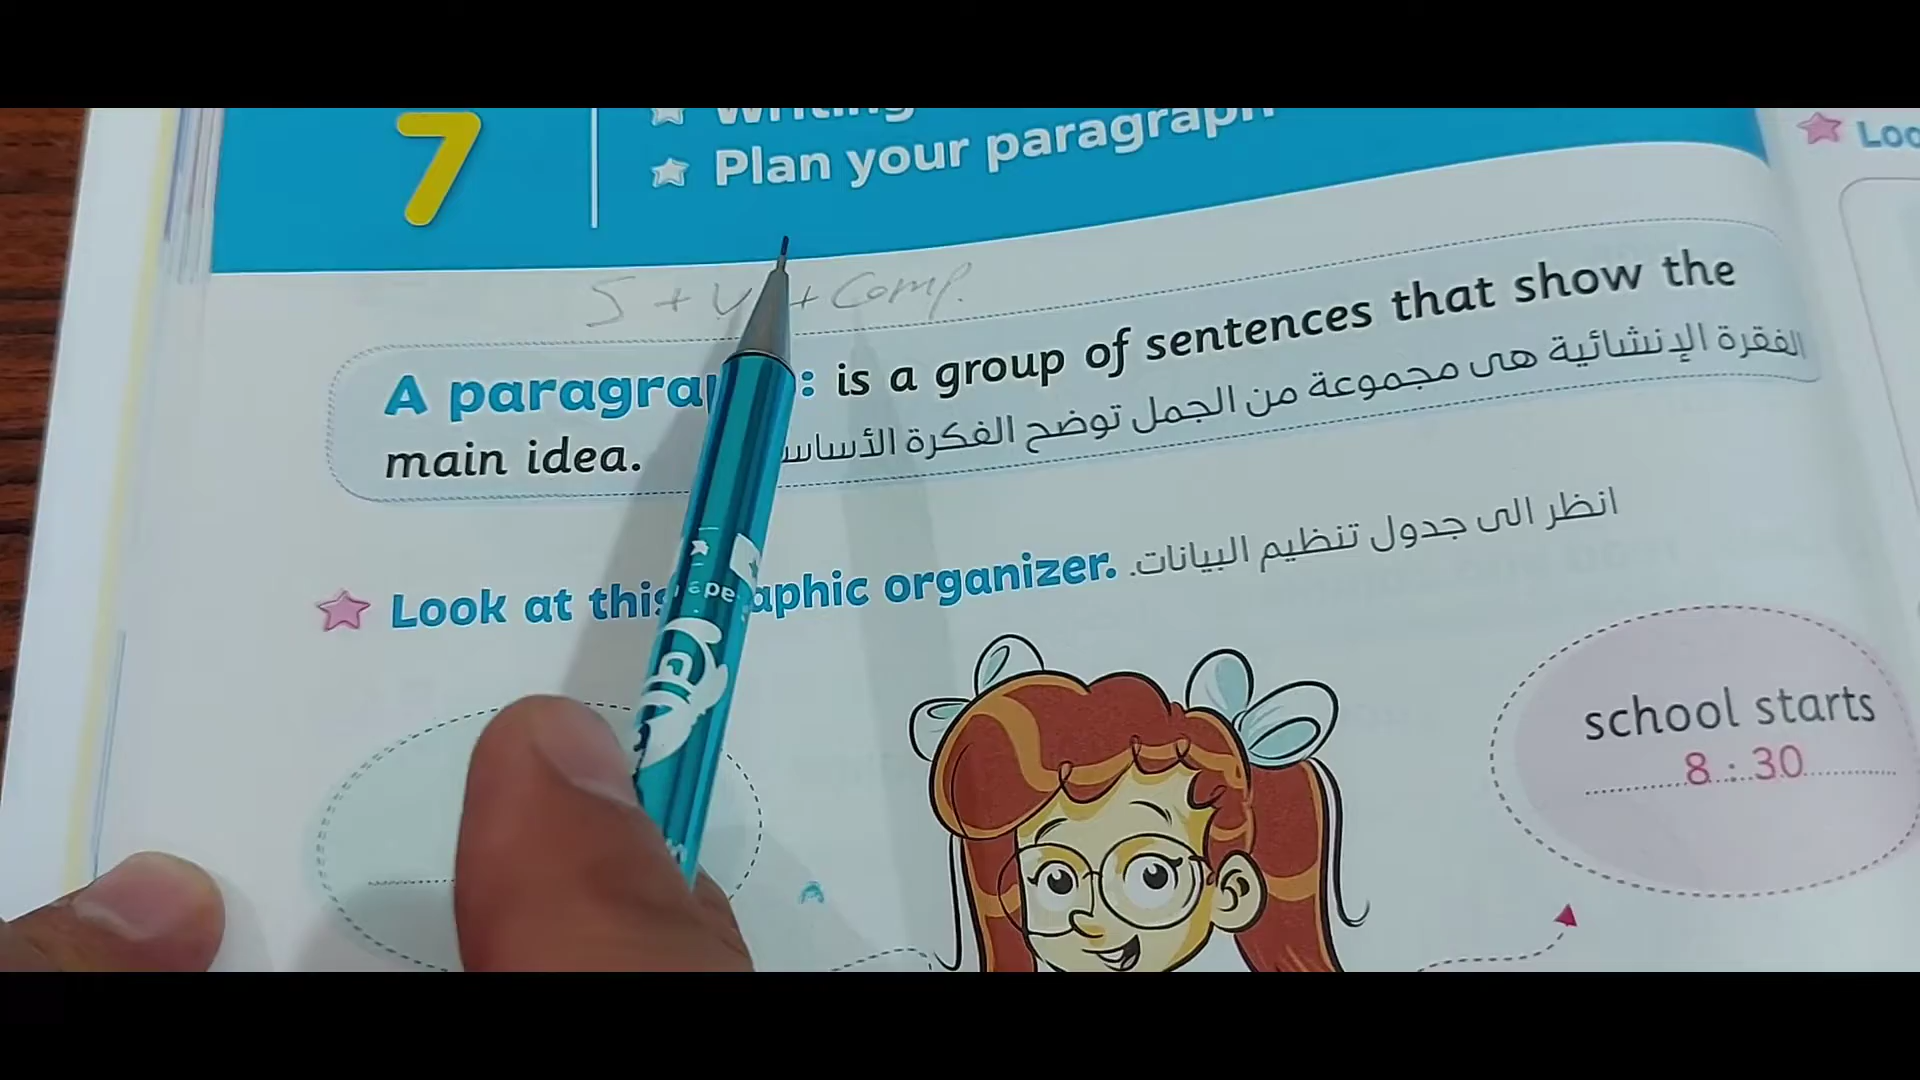 7
Writing
Plan your paragraph
Loo
S + V + Comp.
A paragra : is a group of sentences that show the
main idea.
الفقرة الإنشائية هى مجموعة من الجمل توضح الفكرة الأساس
Look at this aphic organizer. انظر الى جدول تنظيم البيانات.
school starts
8:30